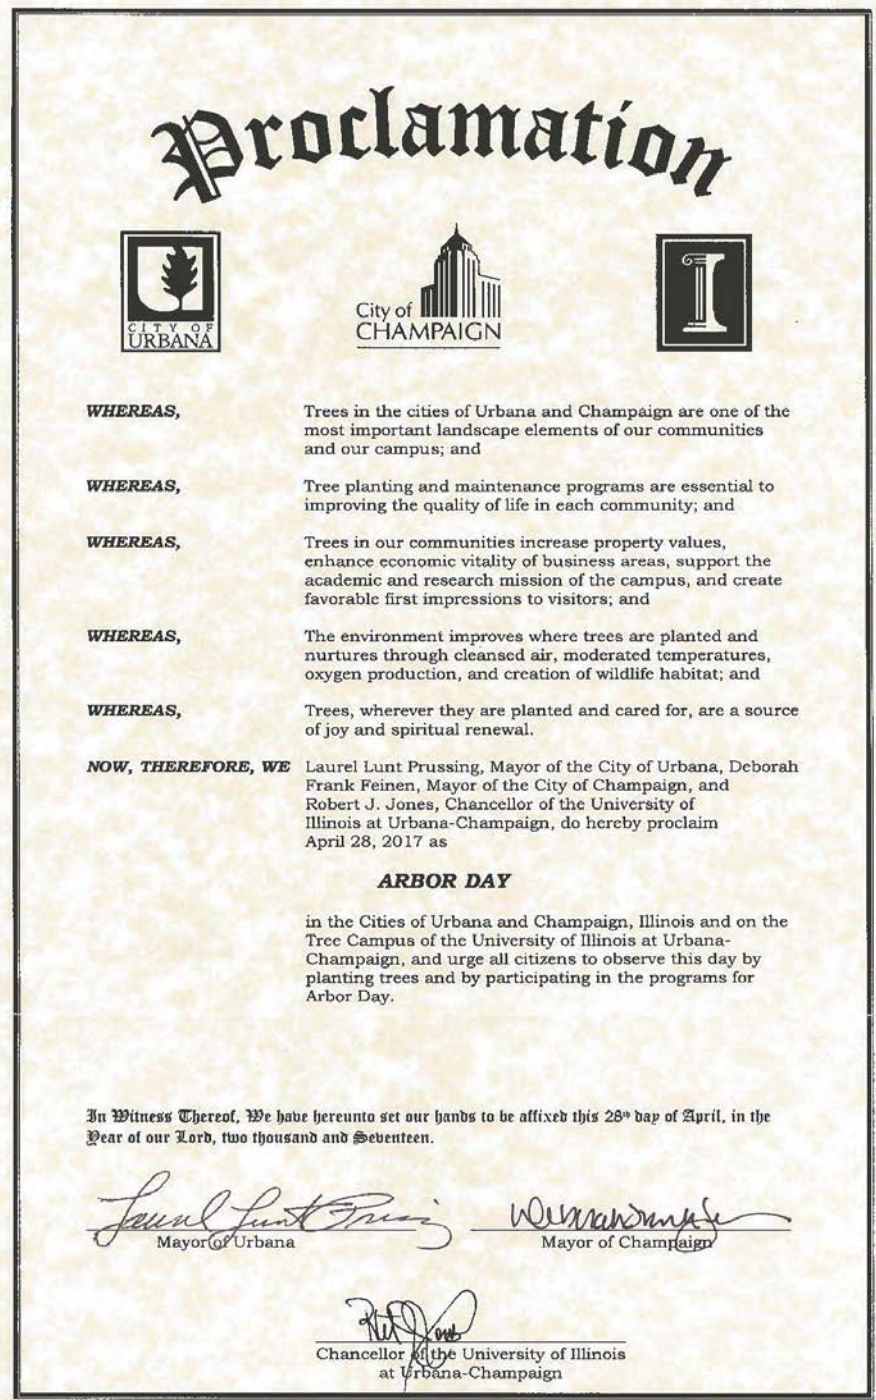 Proclamation
CITY OF
URBANA
City of
CHAMPAIGN
I
WHEREAS, Trees in the cities of Urbana and Champaign are one of the
most important landscape elements of our communities
and our campus; and
WHEREAS, Tree planting and maintenance programs are essential to
improving the quality of life in each community; and
WHEREAS, Trees in our communities increase property values,
enhance economic vitality of business areas, support the
academic and research mission of the campus, and create
favorable first impressions to visitors; and
WHEREAS, The environment improves where trees are planted and
nurtures through cleansed air, moderated temperatures,
oxygen production, and creation of wildlife habitat; and
WHEREAS, Trees, wherever they are planted and cared for, are a source
of joy and spiritual renewal.
NOW, THEREFORE, WE Laurel Lunt Prussing, Mayor of the City of Urbana, Deborah
Frank Feinen, Mayor of the City of Champaign, and
Robert J. Jones, Chancellor of the University of
Illinois at Urbana-Champaign, do hereby proclaim
April 28, 2017 as
ARBOR DAY
in the Cities of Urbana and Champaign, Illinois and on the
Tree Campus of the University of Illinois at Urbana-
Champaign, and urge all citizens to observe this day by
planting trees and by participating in the programs for
Arbor Day.
In Witness Thereof, We have hereunto set our hands to be affixed this 28th day of April, in the
Year of our Lord, two thousand and Seventeen.
Mayor of Urbana Mayor of Champaign
Chancellor of the University of Illinois
at Urbana-Champaign